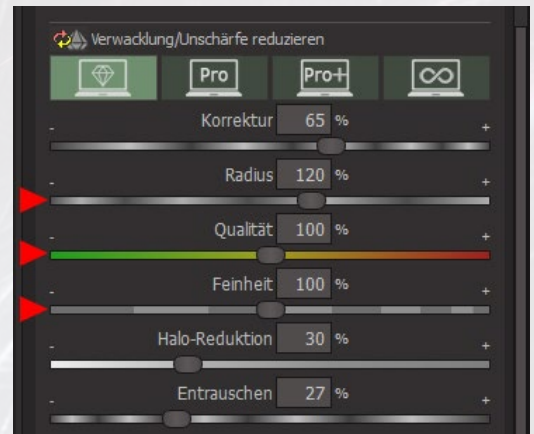 Verwacklung/Unschärfe reduzieren
Pro Pro+
Korrektur 65 %
- +
Radius 120 %
- +
Qualität 100 %
- +
Feinheit 100 %
- +
Halo-Reduktion 30 %
- +
Entrauschen 27 %
- +